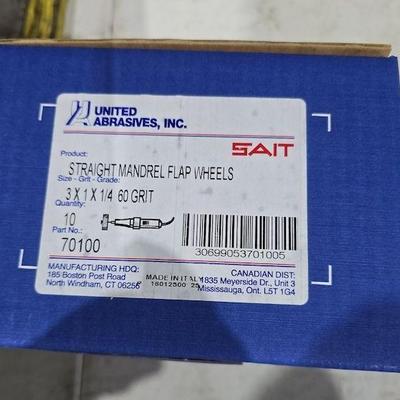 UNITED
ABRASIVES, INC.
SAIT
Product:
STRAIGHT MANDREL FLAP WHEELS
Size - Grit - Grade:
3 X 1 X 1/4 60 GRIT
Quantity:
10
Part No.:
70100
30699053701005
MANUFACTURING HDQ:
185 Boston Post Road
North Windham, CT 06256
MADE IN ITALY
16012500
CANADIAN DIST:
1835 Meyerside Dr., Unit 3
Mississauga, Ont. L5T 1G4